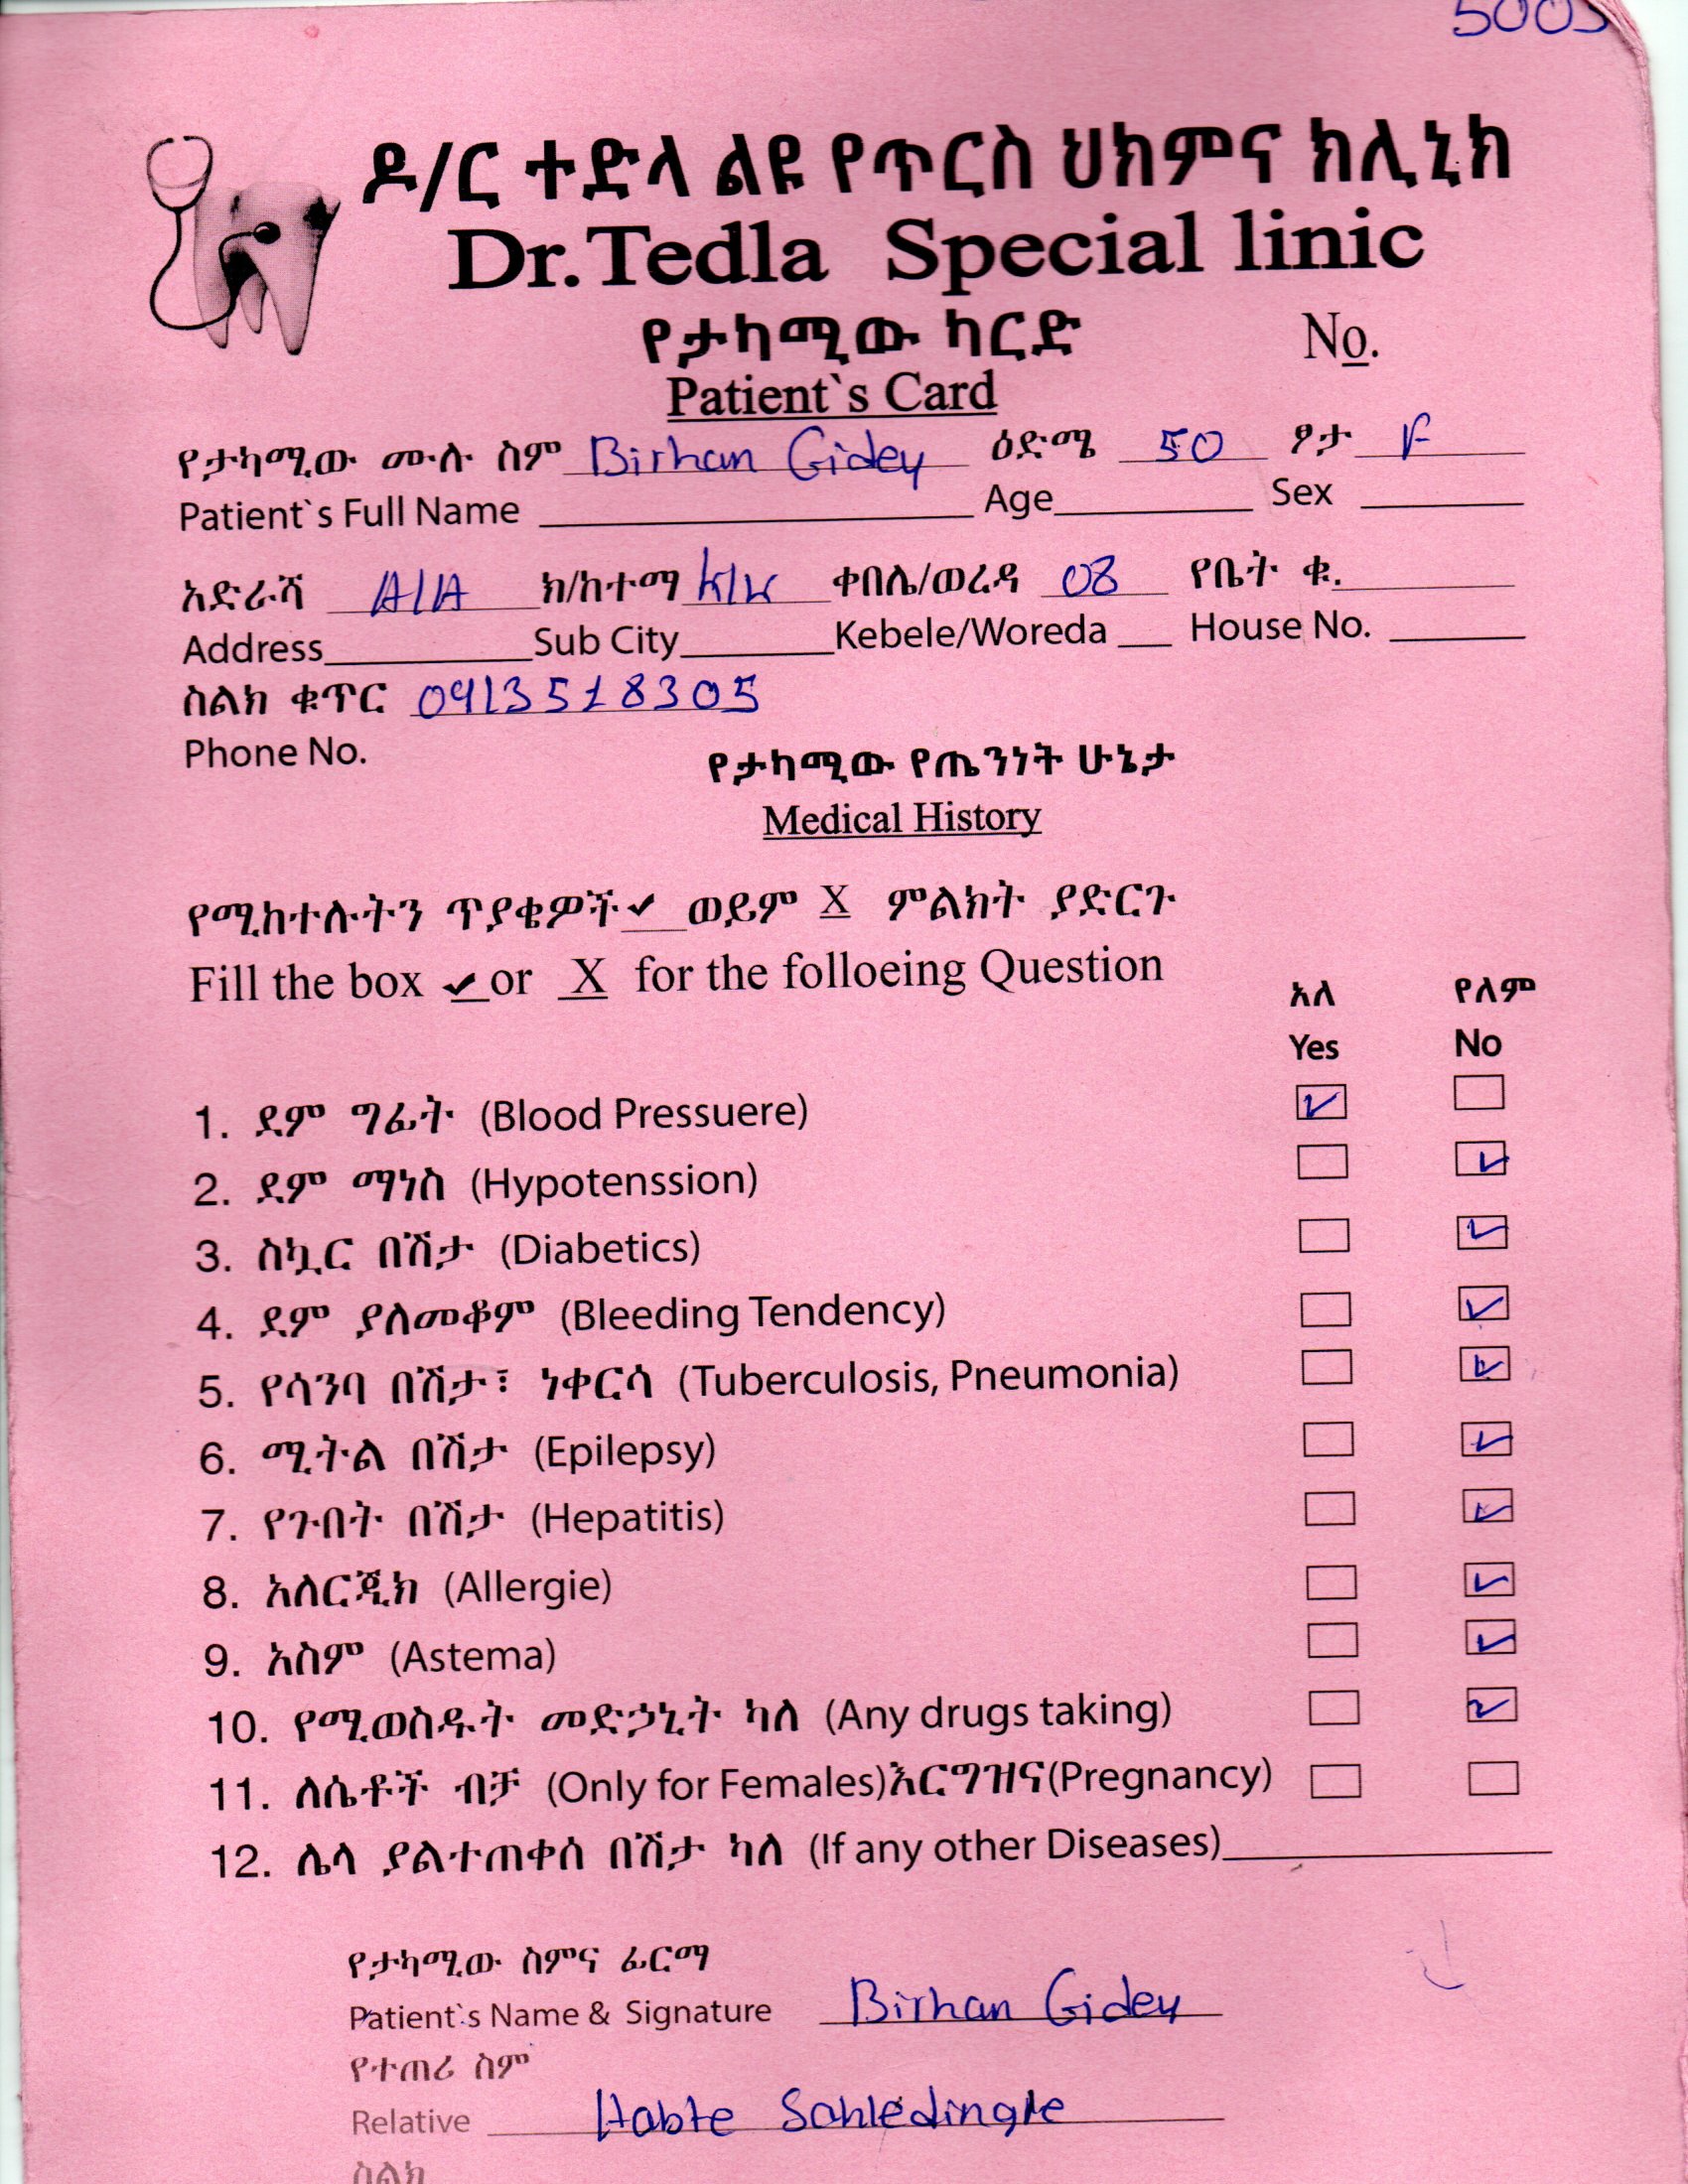 5005
ዶ/ር ተድላ ልዩ የጥርስ ህክምና ክሊኒክ
Dr.Tedla Special linic
የታካሚው ካርድ No.
Patient`s Card
የታካሚው ሙሉ ስም Birhan Gidey ዕድሜ 50 ፆታ F
Patient`s Full Name Age Sex
አድራሻ A/A ክ/ከተማ ቀበሌ/ወረዳ 08 የቤት ቁ.
Address Sub City Kebele/Woreda House No.
ስልክ ቁጥር 0913518305
Phone No.
የታካሚው የጤንነት ሁኔታ
Medical History
የሚከተሉትን ጥያቄዎች ✔ ወይም X ምልክት ያድርጉ
Fill the box ✔ or X for the folloeing Question
አለ የለም
Yes No
1. ደም ግፊት (Blood Pressuere) ✓
2. ደም ማነስ (Hypotenssion) ✓
3. ስኳር በሽታ (Diabetics) ✓
4. ደም ያለመቆም (Bleeding Tendency) ✓
5. የሳንባ በሽታ፣ ነቀርሳ (Tuberculosis, Pneumonia) ✓
6. ሚትል በሽታ (Epilepsy) ✓
7. የጉበት በሽታ (Hepatitis) ✓
8. አለርጂክ (Allergie) ✓
9. አስም (Astema) ✓
10. የሚወስዱት መድኃኒት ካለ (Any drugs taking) ✓
11. ለሴቶች ብቻ (Only for Females)እርግዝና(Pregnancy)
12. ሌላ ያልተጠቀሰ በሽታ ካለ (If any other Diseases)
የታካሚው ስምና ፊርማ
Patient`s Name & Signature Birhan Gidey
የተጠሪ ስም
Relative Habte Sahledingle
ስልክ